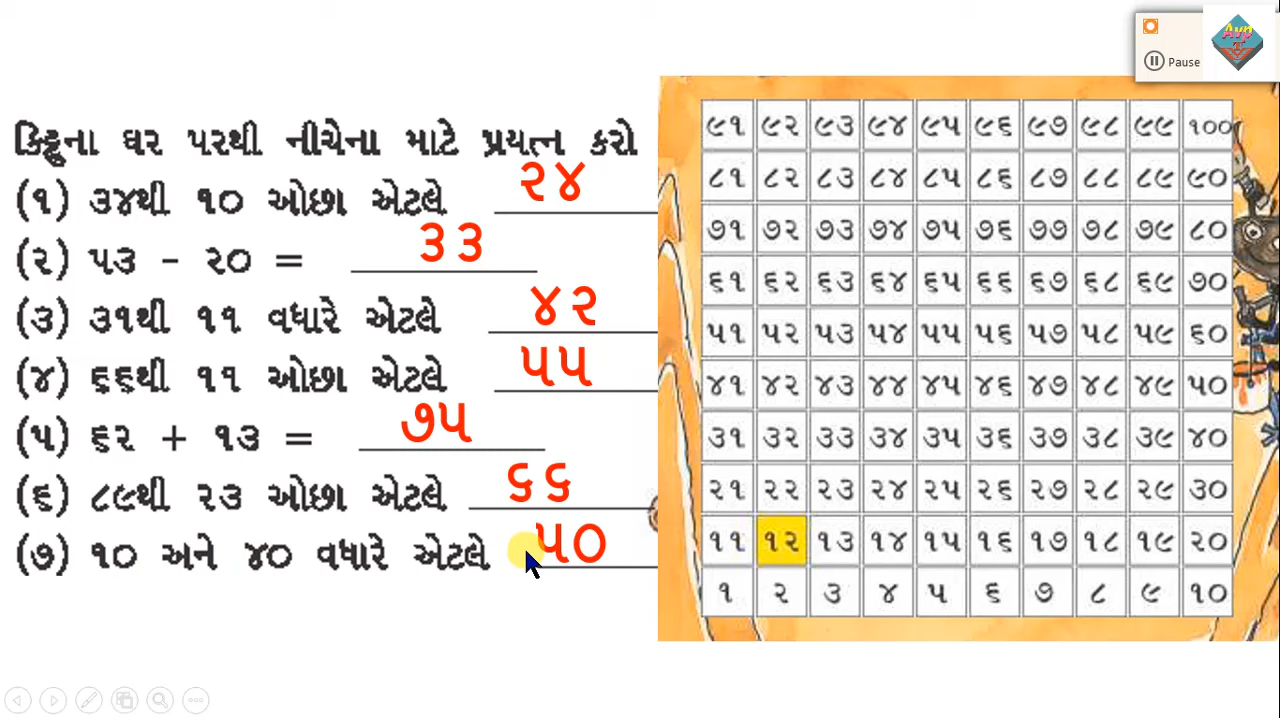 Pause
Avp
કિટ્ટુના ઘર પરથી નીચેના માટે પ્રયત્ન કરો
(૧) ૩૪થી ૧૦ ઓછા એટલે ૨૪
(૨) ૫૩ - ૨૦ = ૩૩
(૩) ૩૧થી ૧૧ વધારે એટલે ૪૨
(૪) ૬૬થી ૧૧ ઓછા એટલે ૫૫
(૫) ૬૨ + ૧૩ = ૭૫
(૬) ૮૯થી ૨૩ ઓછા એટલે ૬૬
(૭) ૧૦ અને ૪૦ વધારે એટલે ૫૦
૯૧ ૯૨ ૯૩ ૯૪ ૯૫ ૯૬ ૯૭ ૯૮ ૯૯ ૧૦૦
૮૧ ૮૨ ૮૩ ૮૪ ૮૫ ૮૬ ૮૭ ૮૮ ૮૯ ૯૦
૭૧ ૭૨ ૭૩ ૭૪ ૭૫ ૭૬ ૭૭ ૭૮ ૭૯ ૮૦
૬૧ ૬૨ ૬૩ ૬૪ ૬૫ ૬૬ ૬૭ ૬૮ ૬૯ ૭૦
૫૧ ૫૨ ૫૩ ૫૪ ૫૫ ૫૬ ૫૭ ૫૮ ૫૯ ૬૦
૪૧ ૪૨ ૪૩ ૪૪ ૪૫ ૪૬ ૪૭ ૪૮ ૪૯ ૫૦
૩૧ ૩૨ ૩૩ ૩૪ ૩૫ ૩૬ ૩૭ ૩૮ ૩૯ ૪૦
૨૧ ૨૨ ૨૩ ૨૪ ૨૫ ૨૬ ૨૭ ૨૮ ૨૯ ૩૦
૧૧ ૧૨ ૧૩ ૧૪ ૧૫ ૧૬ ૧૭ ૧૮ ૧૯ ૨૦
૧ ૨ ૩ ૪ ૫ ૬ ૭ ૮ ૯ ૧૦